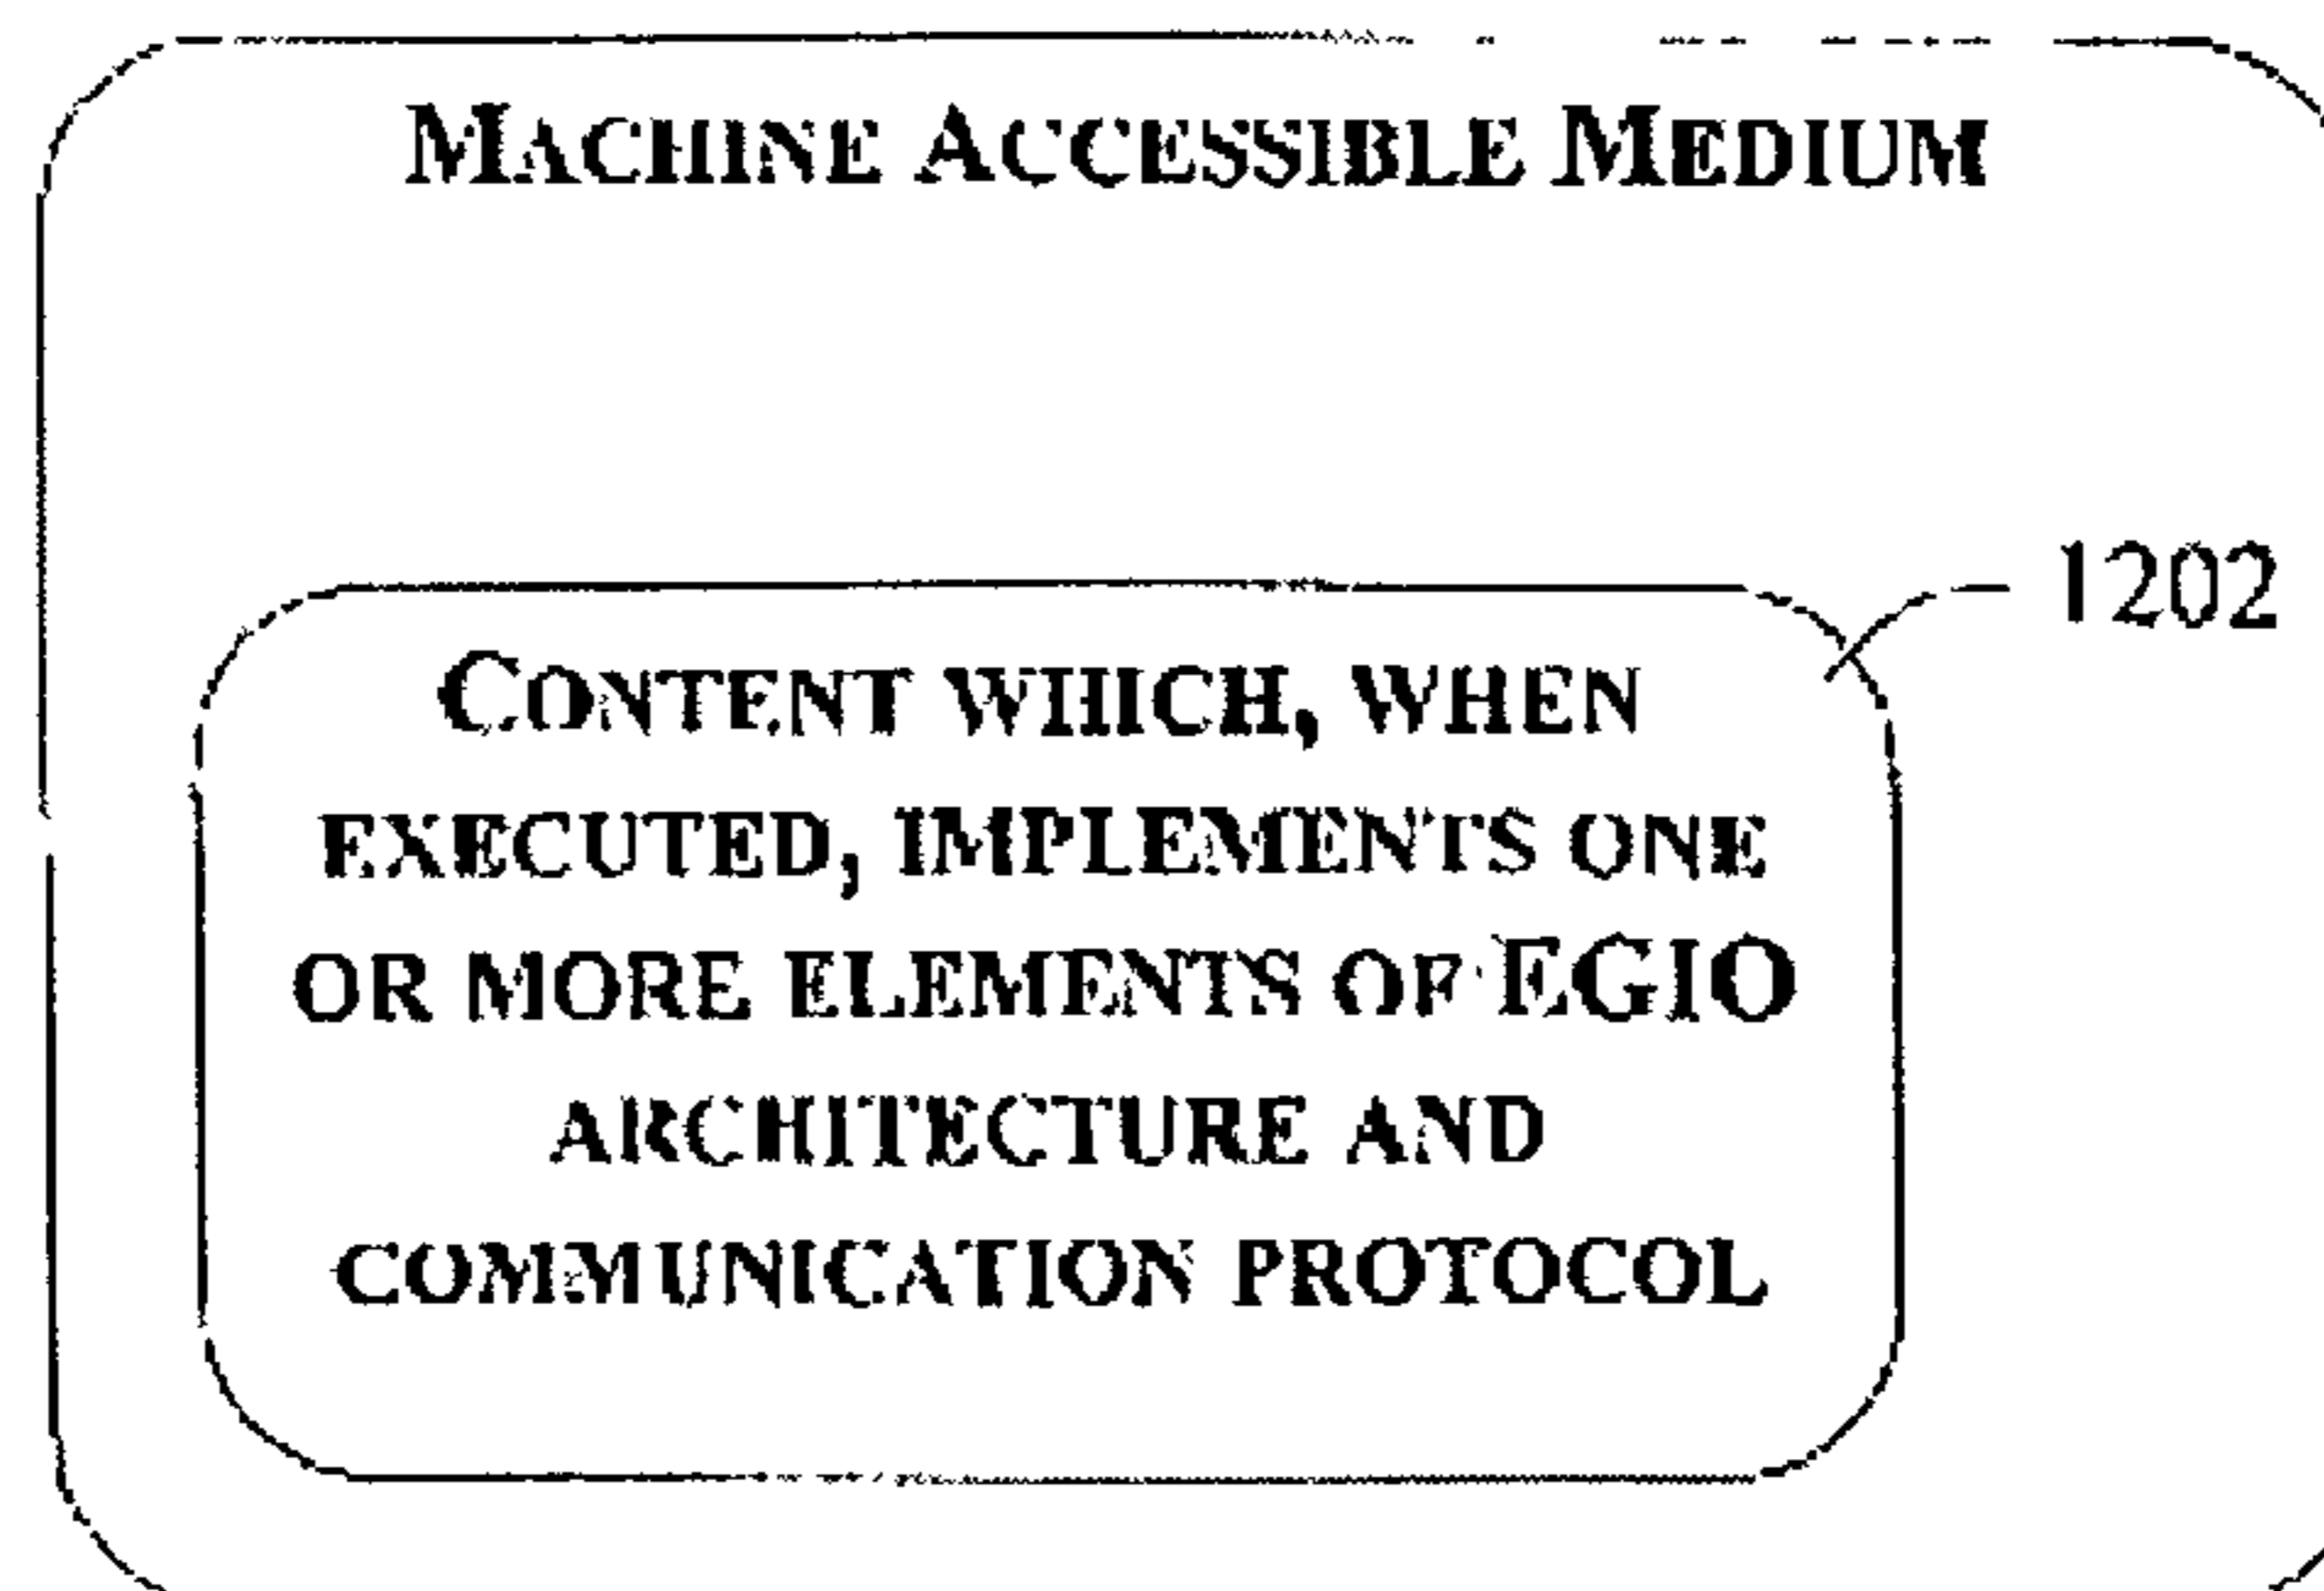 MACHINE ACCESSIBLE MEDIUM
1202
CONTENT WHICH, WHEN
EXECUTED, IMPLEMENTS ONE
OR MORE ELEMENTS OF EGIO
ARCHITECTURE AND
COMMUNICATION PROTOCOL